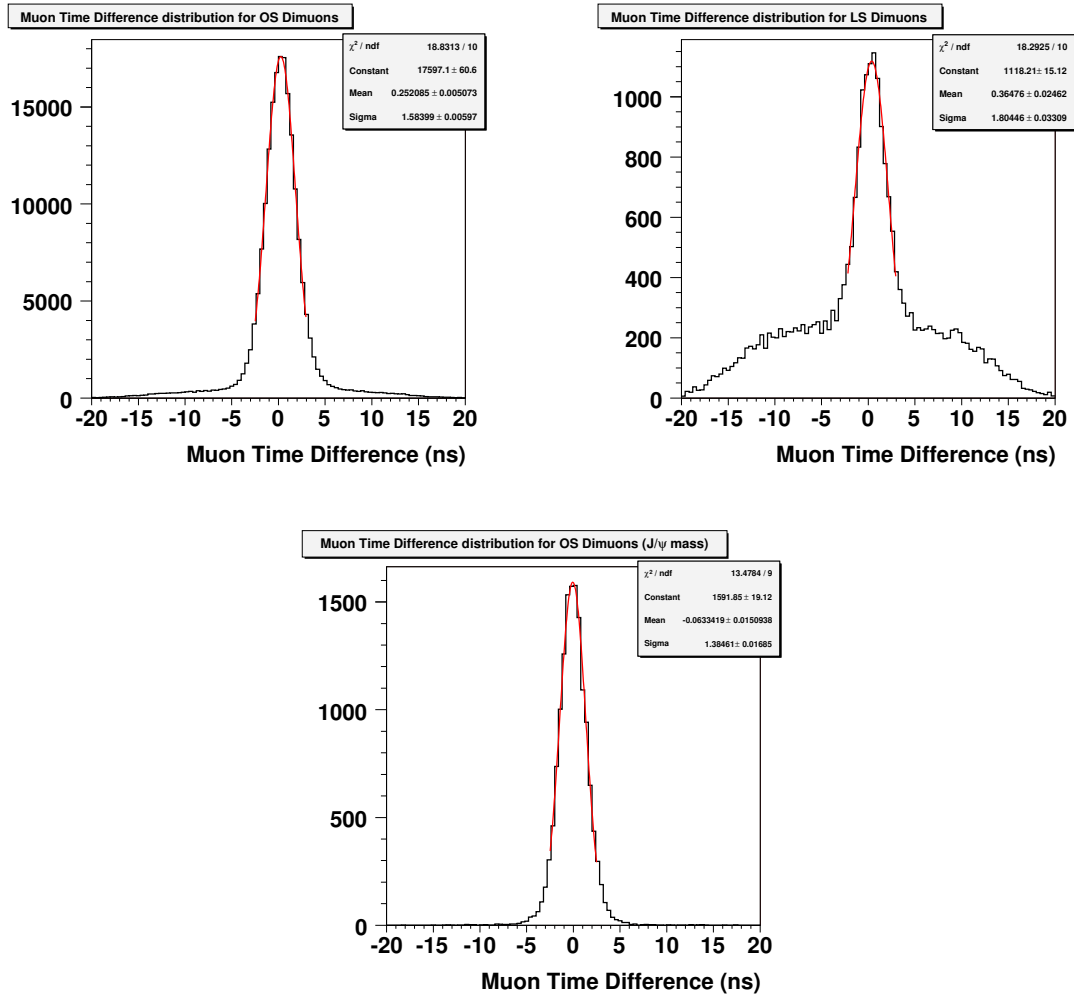 Muon Time Difference distribution for OS Dimuons
χ² / ndf 18.8313 / 10
Constant 17597.1 ± 60.6
Mean 0.252085 ± 0.005073
Sigma 1.58399 ± 0.00597
15000
10000
5000
0
-20 -15 -10 -5 0 5 10 15 20
Muon Time Difference (ns)
Muon Time Difference distribution for LS Dimuons
χ² / ndf 18.2925 / 10
Constant 1118.21 ± 15.12
Mean 0.36476 ± 0.02462
Sigma 1.80446 ± 0.03309
1000
800
600
400
200
0
-20 -15 -10 -5 0 5 10 15 20
Muon Time Difference (ns)
Muon Time Difference distribution for OS Dimuons (J/ψ mass)
χ² / ndf 13.4784 / 9
Constant 1591.85 ± 19.12
Mean -0.0633419 ± 0.0150938
Sigma 1.38461 ± 0.01685
1500
1000
500
0
-20 -15 -10 -5 0 5 10 15 20
Muon Time Difference (ns)